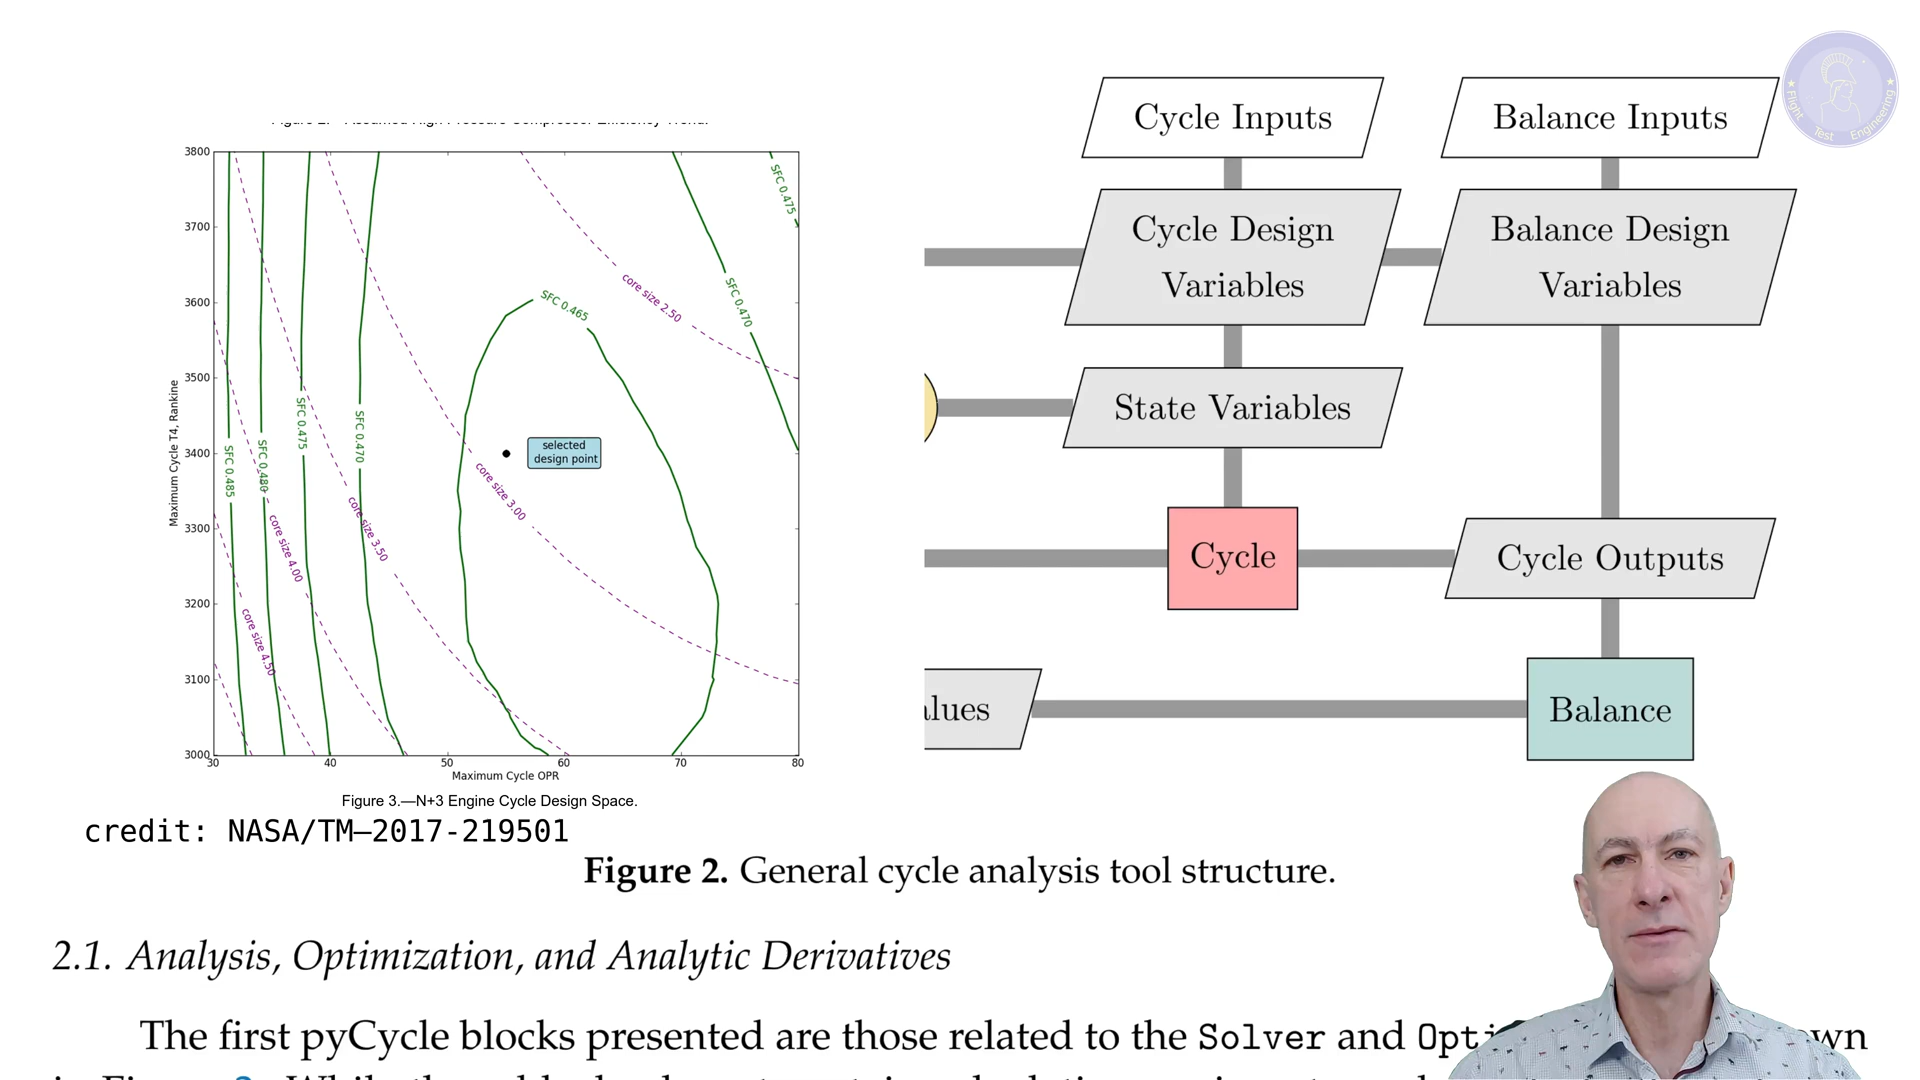 3800
3700
3600
3500
3400
3300
3200
3100
3000
30
40
50
60
70
80
Maximum Cycle T4, Rankine
Maximum Cycle OPR
SFC 0.485
SFC 0.480
SFC 0.475
SFC 0.470
SFC 0.465
SFC 0.470
SFC 0.475
core size 2.50
core size 3.00
core size 3.50
core size 4.00
core size 4.50
selected
design point
Figure 3.—N+3 Engine Cycle Design Space.
credit: NASA/TM—2017-219501
Cycle Inputs
Balance Inputs
Cycle Design
Variables
Balance Design
Variables
State Variables
Cycle
Cycle Outputs
Balance
Flight Test Engineering
Figure 2. General cycle analysis tool structure.
2.1. Analysis, Optimization, and Analytic Derivatives
The first pyCycle blocks presented are those related to the Solver and